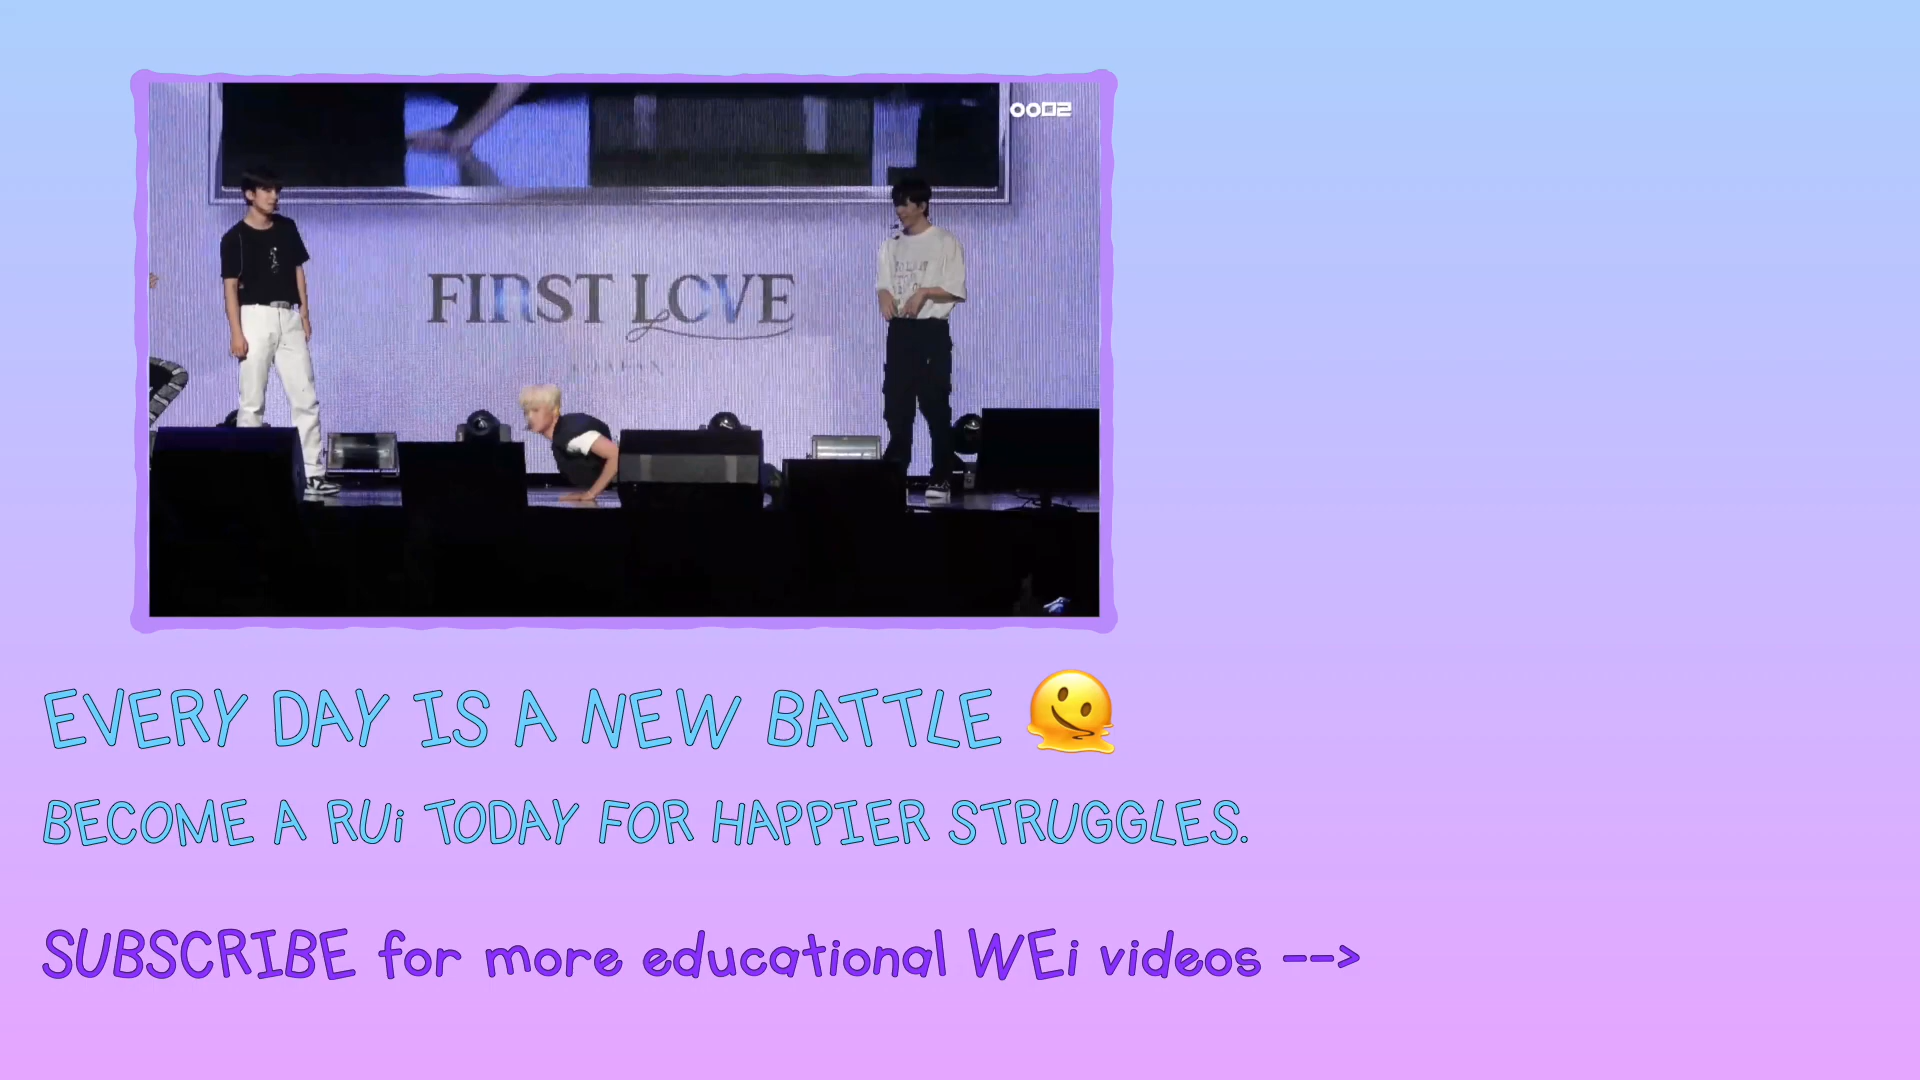 OO02
FIRST LOVE
EVERY DAY IS A NEW BATTLE 🫠
BECOME A RUi TODAY FOR HAPPIER STRUGGLES.
SUBSCRIBE for more educational WEi videos -->